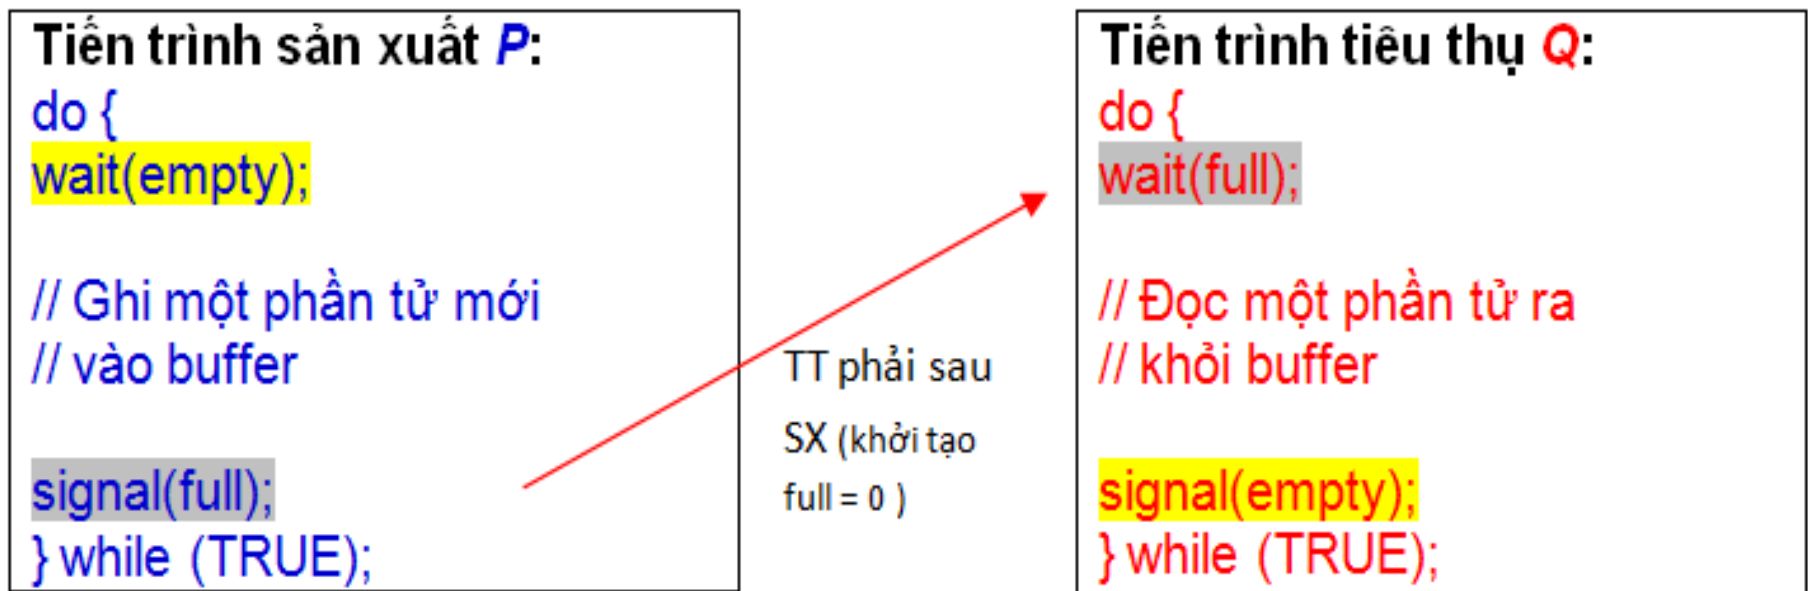 Tiến trình sản xuất P:
do {
wait(empty);
// Ghi một phần tử mới
// vào buffer
signal(full);
} while (TRUE);
TT phải sau
SX (khởi tạo
full = 0 )
Tiến trình tiêu thụ Q:
do {
wait(full);
// Đọc một phần tử ra
// khỏi buffer
signal(empty);
} while (TRUE);